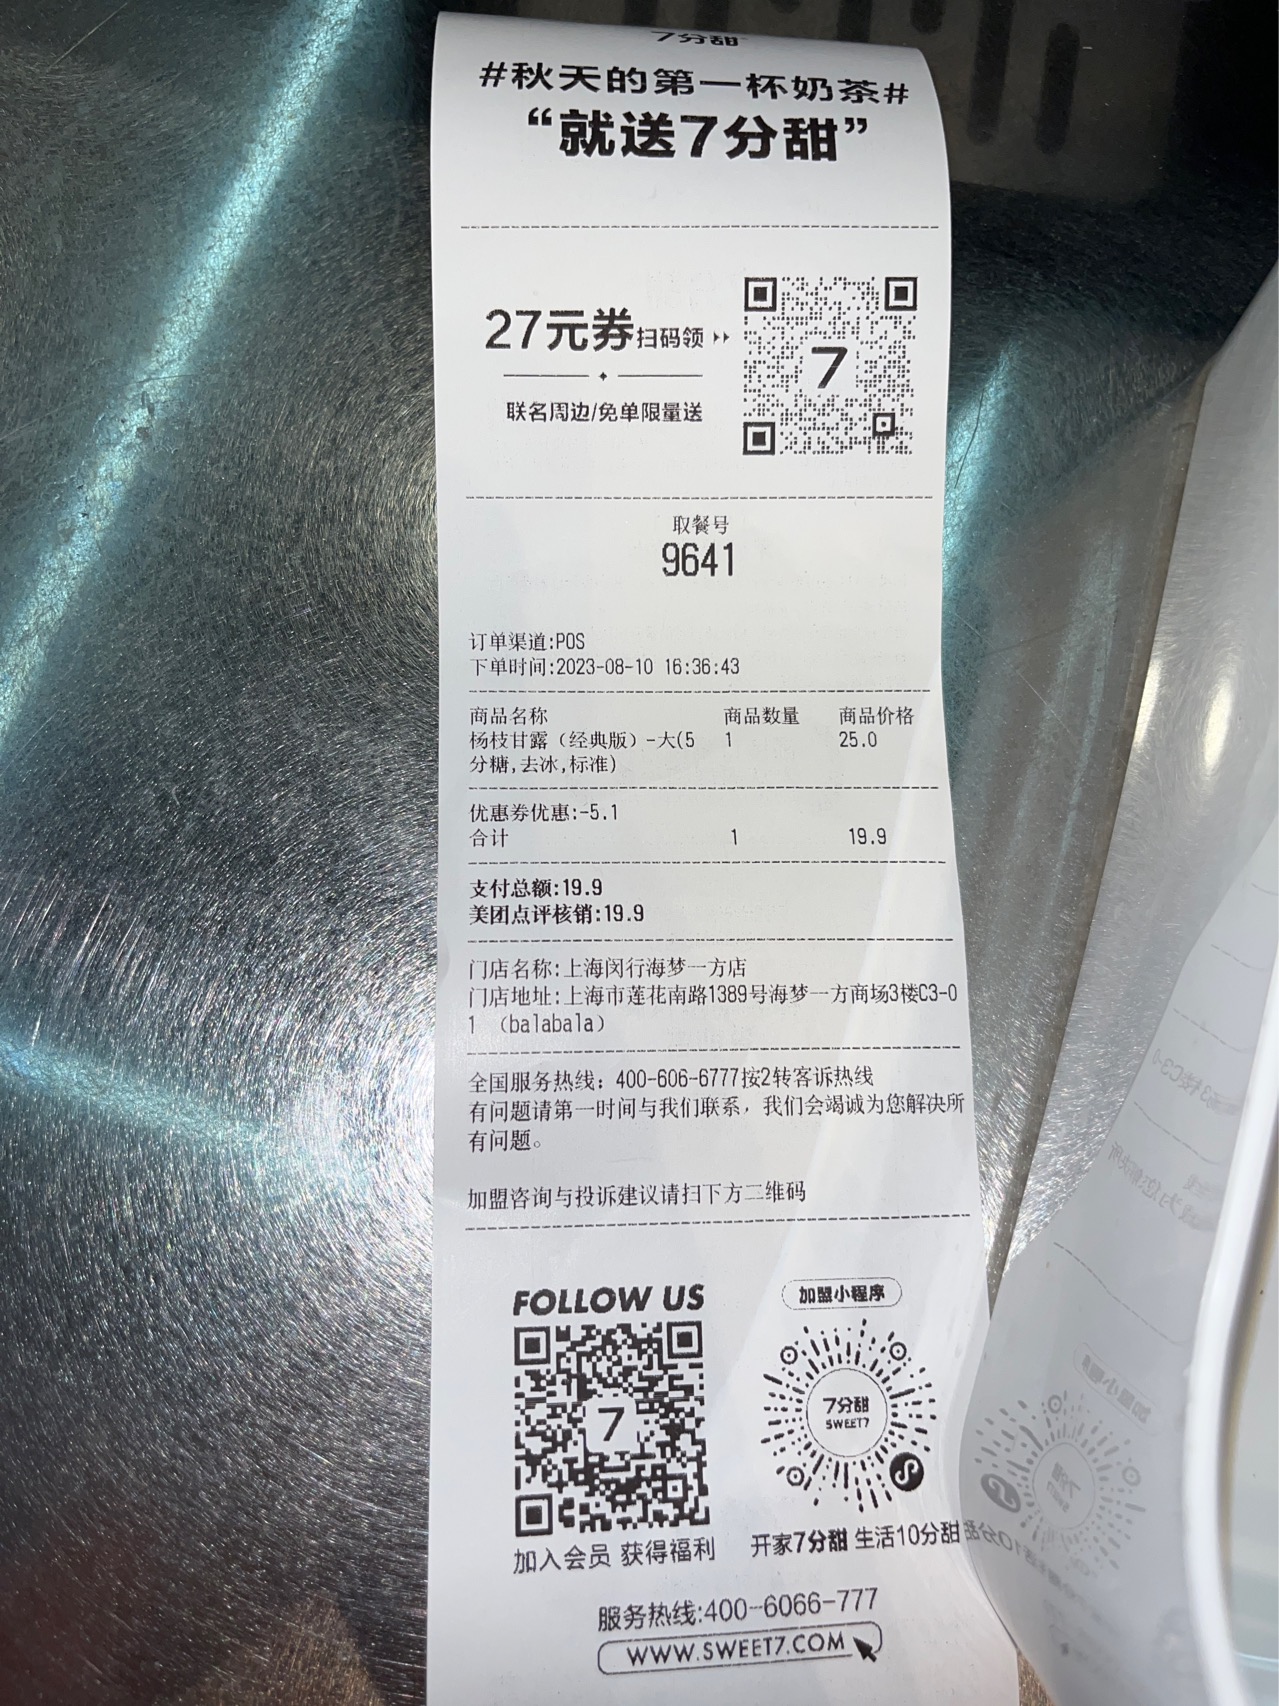 7分甜
#秋天的第一杯奶茶#
“就送7分甜”
27元券扫码领
联名周边/免单限量送
7
取餐号
9641
订单渠道:POS
下单时间:2023-08-10 16:36:43
商品名称 商品数量 商品价格
杨枝甘露（经典版）-大(5 1 25.0
分糖,去冰,标准)
优惠券优惠:-5.1
合计 1 19.9
支付总额:19.9
美团点评核销:19.9
门店名称:上海闵行海梦一方店
门店地址:上海市莲花南路1389号海梦一方商场3楼C3-0
1 （balabala）
全国服务热线：400-606-6777按2转客诉热线
有问题请第一时间与我们联系，我们会竭诚为您解决所
有问题。
加盟咨询与投诉建议请扫下方二维码
FOLLOW US
7
加入会员 获得福利
加盟小程序
7分甜
SWEET7
开家7分甜 生活10分甜
服务热线:400-6066-777
WWW.SWEET7.COM